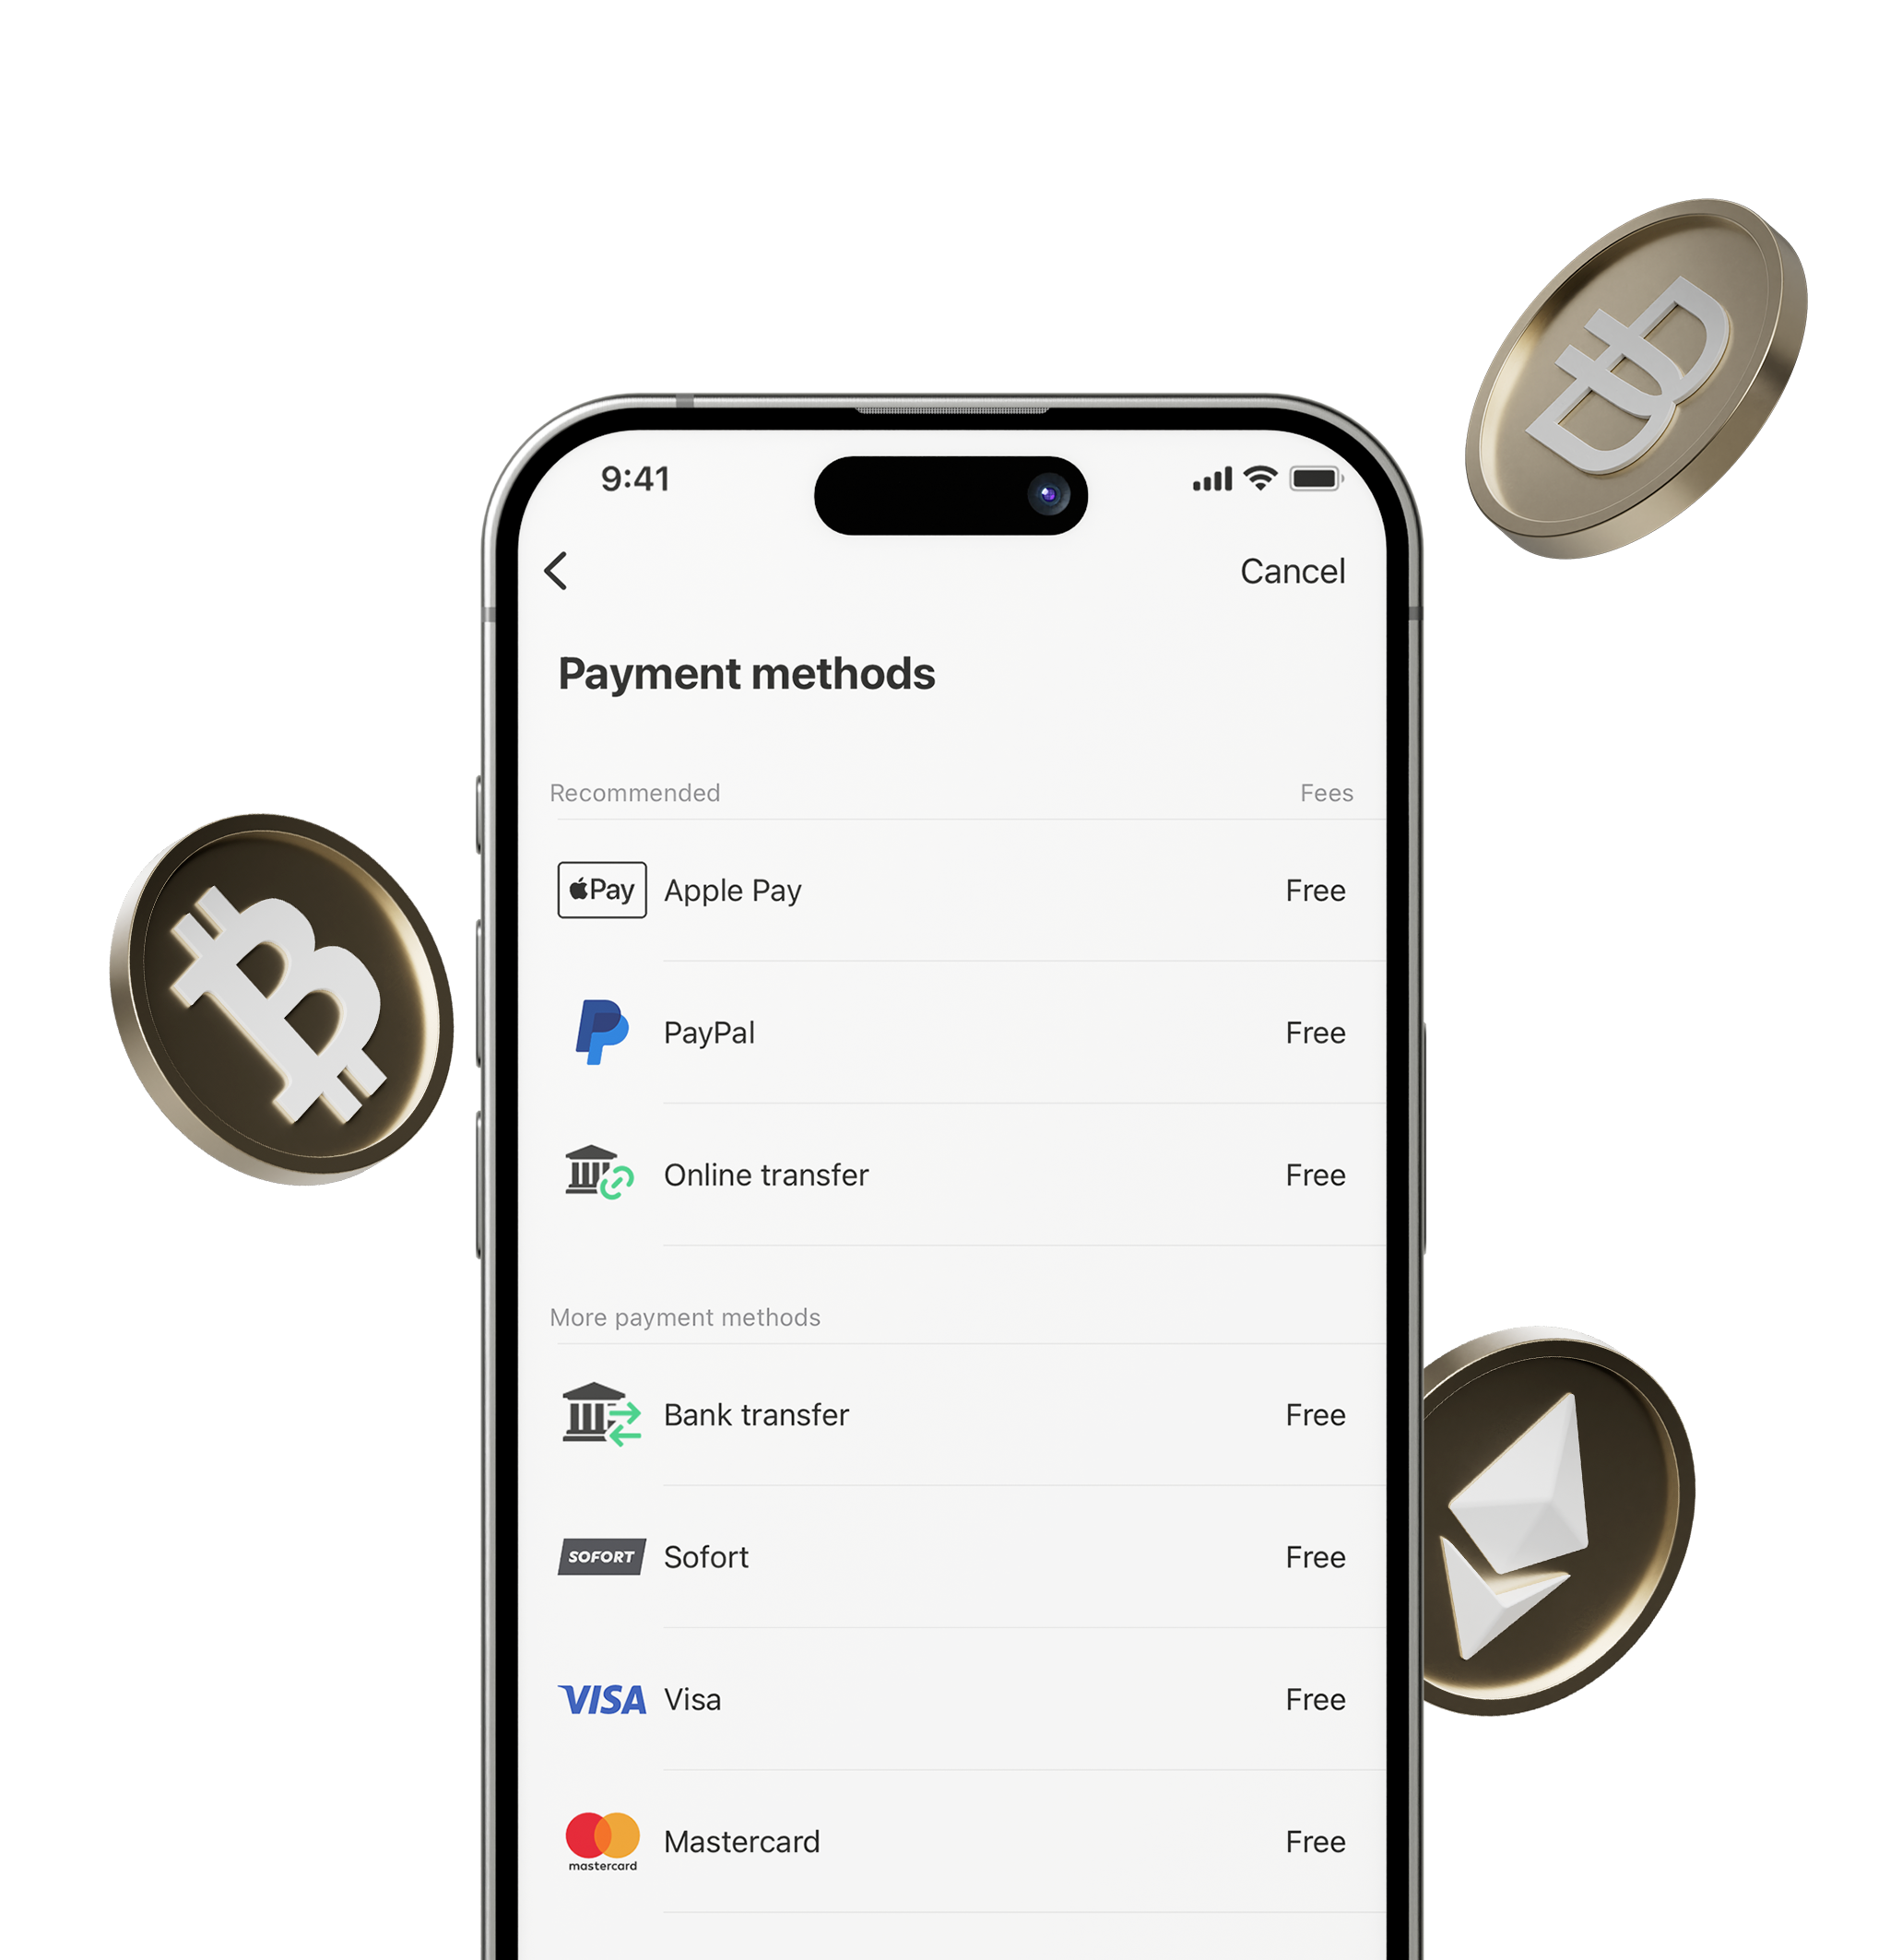 9:41
Cancel
Payment methods
Recommended Fees
Pay Apple Pay Free
PayPal Free
Online transfer Free
More payment methods
Bank transfer Free
SOFORT Sofort Free
VISA Visa Free
mastercard Mastercard Free